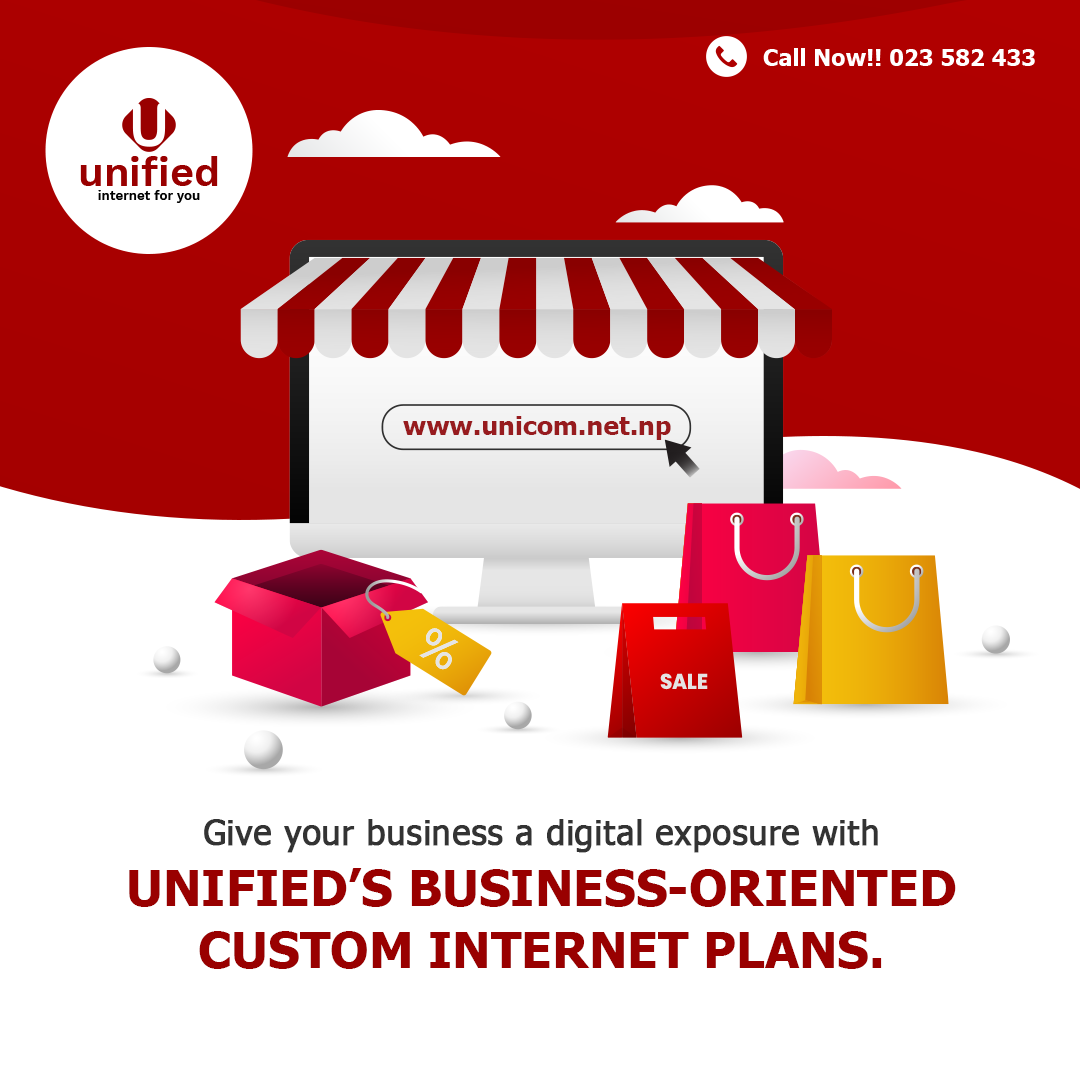 Call Now!! 023 582 433
U
unified
internet for you
www.unicom.net.np
%
SALE
Give your business a digital exposure with
UNIFIED’S BUSINESS-ORIENTED
CUSTOM INTERNET PLANS.